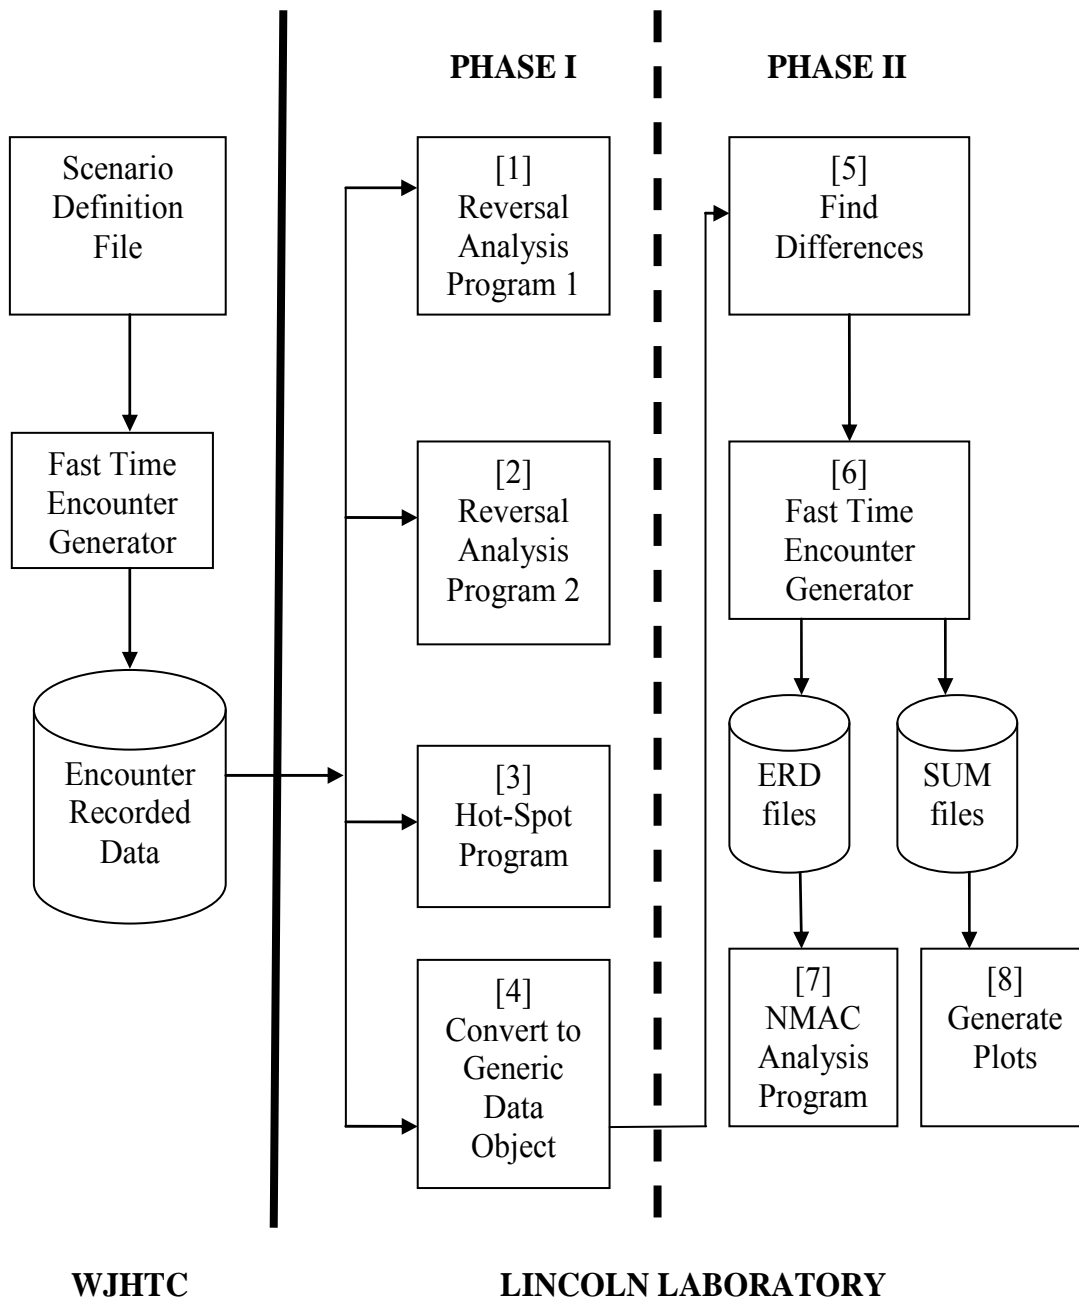 PHASE I
PHASE II
Scenario
Definition
File
Fast Time
Encounter
Generator
Encounter
Recorded
Data
[1]
Reversal
Analysis
Program 1
[2]
Reversal
Analysis
Program 2
[3]
Hot-Spot
Program
[4]
Convert to
Generic
Data
Object
[5]
Find
Differences
[6]
Fast Time
Encounter
Generator
ERD
files
SUM
files
[7]
NMAC
Analysis
Program
[8]
Generate
Plots
WJHTC
LINCOLN LABORATORY